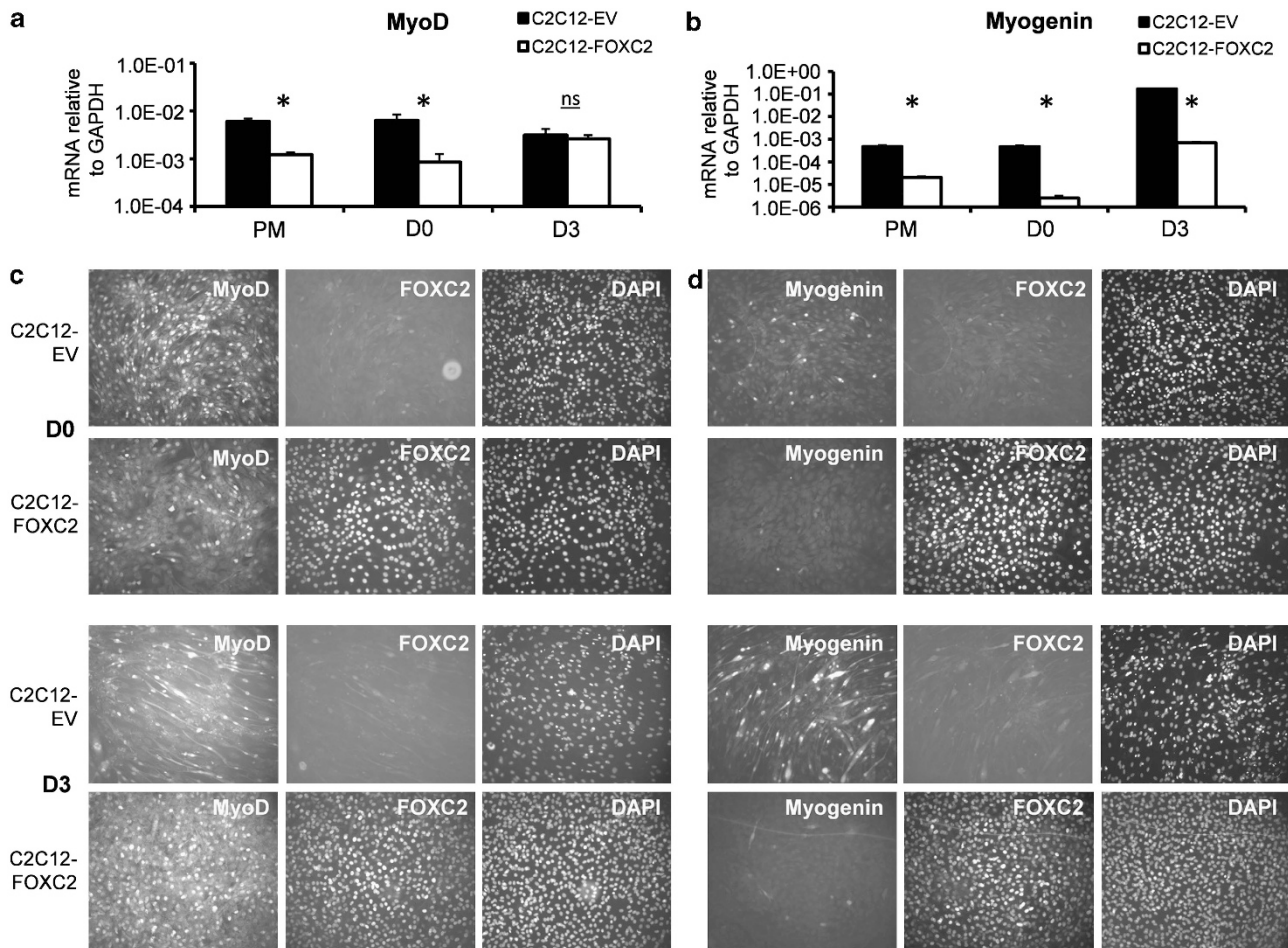 a
MyoD
C2C12-EV
C2C12-FOXC2
mRNA relative
to GAPDH
1.0E-01
1.0E-02
1.0E-03
1.0E-04
*
*
ns
PM
D0
D3
b
Myogenin
C2C12-EV
C2C12-FOXC2
mRNA relative
to GAPDH
1.0E+00
1.0E-01
1.0E-02
1.0E-03
1.0E-04
1.0E-05
1.0E-06
*
*
*
PM
D0
D3
c
C2C12-
EV
MyoD
FOXC2
DAPI
D0
C2C12-
FOXC2
MyoD
FOXC2
DAPI
C2C12-
EV
MyoD
FOXC2
DAPI
D3
C2C12-
FOXC2
MyoD
FOXC2
DAPI
d
Myogenin
FOXC2
DAPI
Myogenin
FOXC2
DAPI
Myogenin
FOXC2
DAPI
Myogenin
FOXC2
DAPI